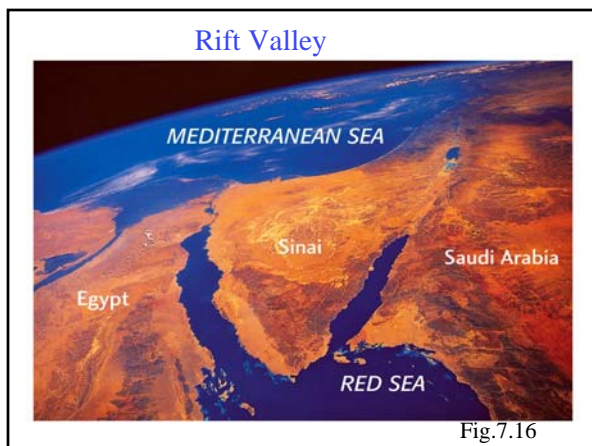 Rift Valley
MEDITERRANEAN SEA
Sinai
Saudi Arabia
Egypt
RED SEA
Fig.7.16